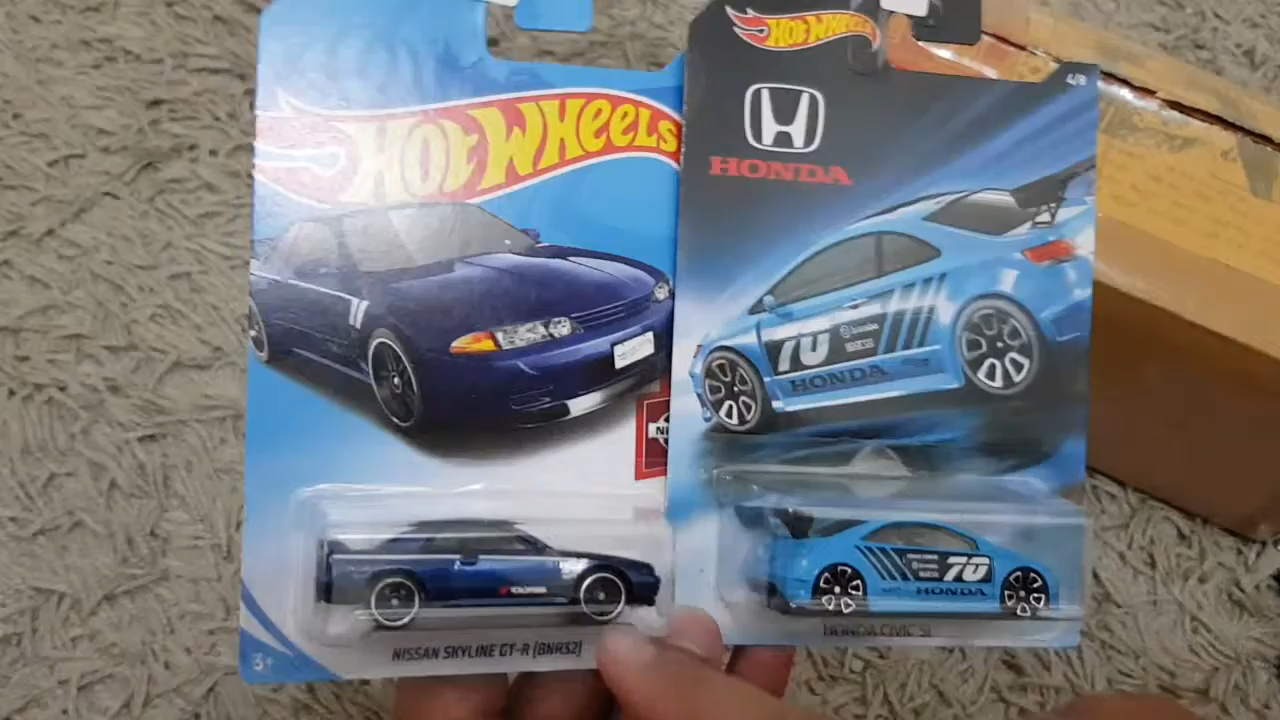 HOT WHEELS
3+
NISSAN SKYLINE GT-R (BNR32)
HOT WHEELS
4/8
HONDA
70
brembo
HONDA
70
HONDA
HONDA CIVIC SI